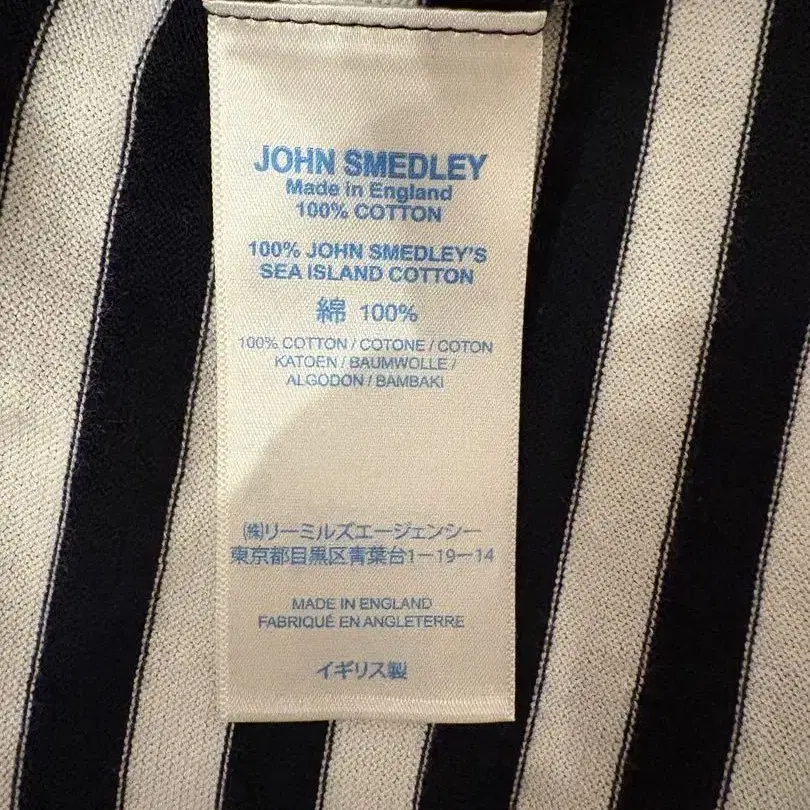 JOHN SMEDLEY
Made in England
100% COTTON
100% JOHN SMEDLEY'S
SEA ISLAND COTTON
綿 100%
100% COTTON / COTONE / COTON
KATOEN / BAUMWOLLE /
ALGODON / BAMBAKI
㈱リーミルズエージェンシー
東京都目黒区青葉台1-19-14
MADE IN ENGLAND
FABRIQUÉ EN ANGLETERRE
イギリス製